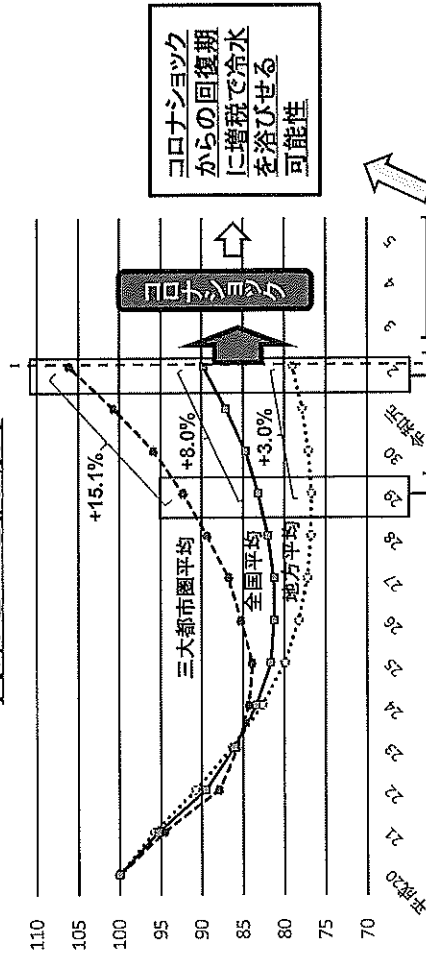 110
105
100
95
90
85
80
75
70
+15.1%
+8.0%
+3.0%
三大都市圏平均
全国平均
地方平均
コロナショック
コロナショック
からの回復期
に増税で冷水
を浴びせる
可能性
平成20
21
22
23
24
25
26
27
28
29
30
令和元
2
3
4
5